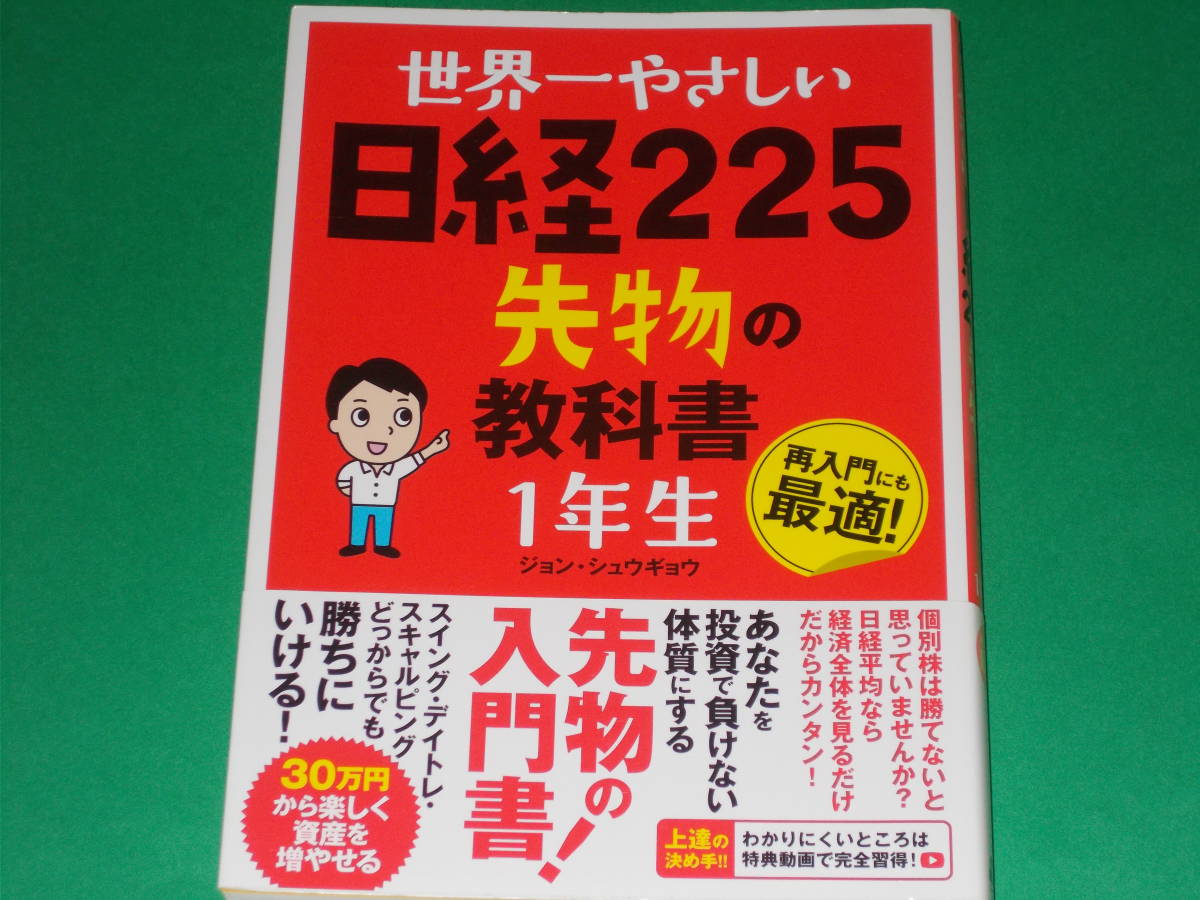 世界一やさしい
日経225
先物の
教科書
1年生
ジョン・シュウギョウ
再入門にも
最適!
個別株は勝てないと
思っていませんか?
日経平均なら
経済全体を見るだけ
だからカンタン!
あなたを
投資で負けない
体質にする
先物の
入門書!
スイング・デイトレ・
スキャルピング
どっからでも
勝ちに
いける!
30万円
から楽しく
資産を
増やせる
上達の
決め手!!
わかりにくいところは
特典動画で完全習得!